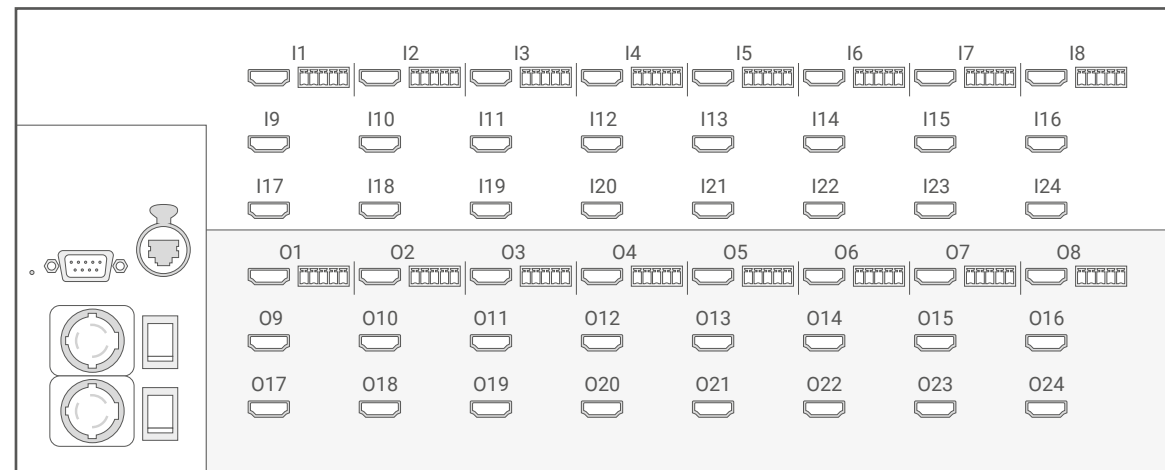 I1 I2 I3 I4 I5 I6 I7 I8
I9 I10 I11 I12 I13 I14 I15 I16
I17 I18 I19 I20 I21 I22 I23 I24
O1 O2 O3 O4 O5 O6 O7 O8
O9 O10 O11 O12 O13 O14 O15 O16
O17 O18 O19 O20 O21 O22 O23 O24